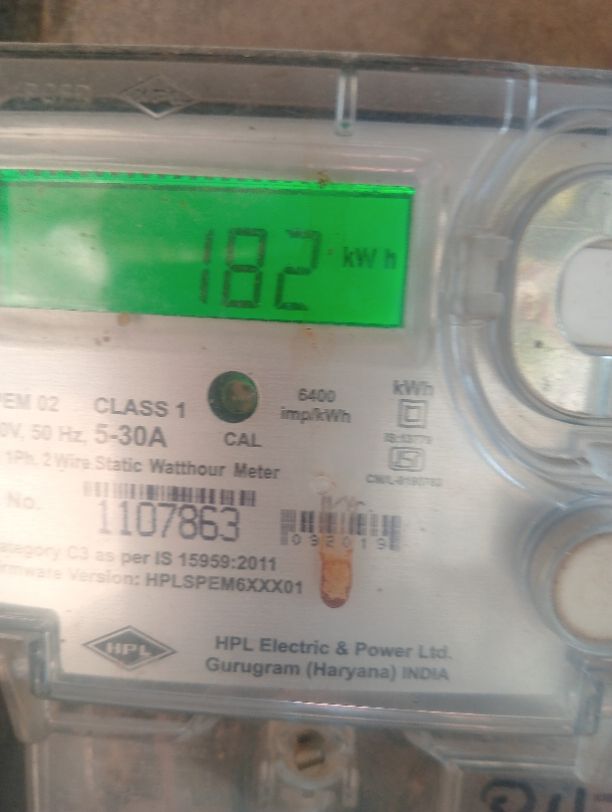 HPL
182 kWh
PEM 02 CLASS 1
6400
imp/kWh
kWh
0V, 50 Hz, 5-30A
CAL
1Ph. 2 Wire Static Watthour Meter
No.
1107863
092019
ategory C3 as per IS 15959:2011
irmware Version: HPLSPEM6XXX01
HPL
HPL Electric & Power Ltd.
Gurugram (Haryana) INDIA